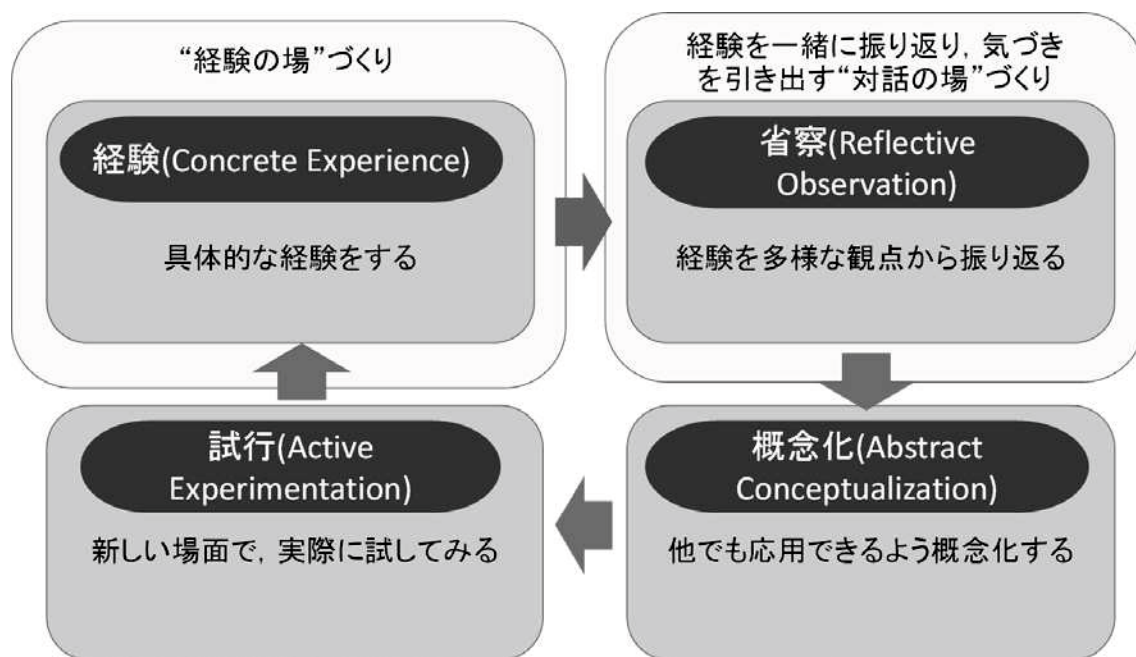 “経験の場”づくり
経験(Concrete Experience)
具体的な経験をする
経験を一緒に振り返り，気づき
を引き出す“対話の場”づくり
省察(Reflective
Observation)
経験を多様な観点から振り返る
試行(Active
Experimentation)
新しい場面で，実際に試してみる
概念化(Abstract
Conceptualization)
他でも応用できるよう概念化する